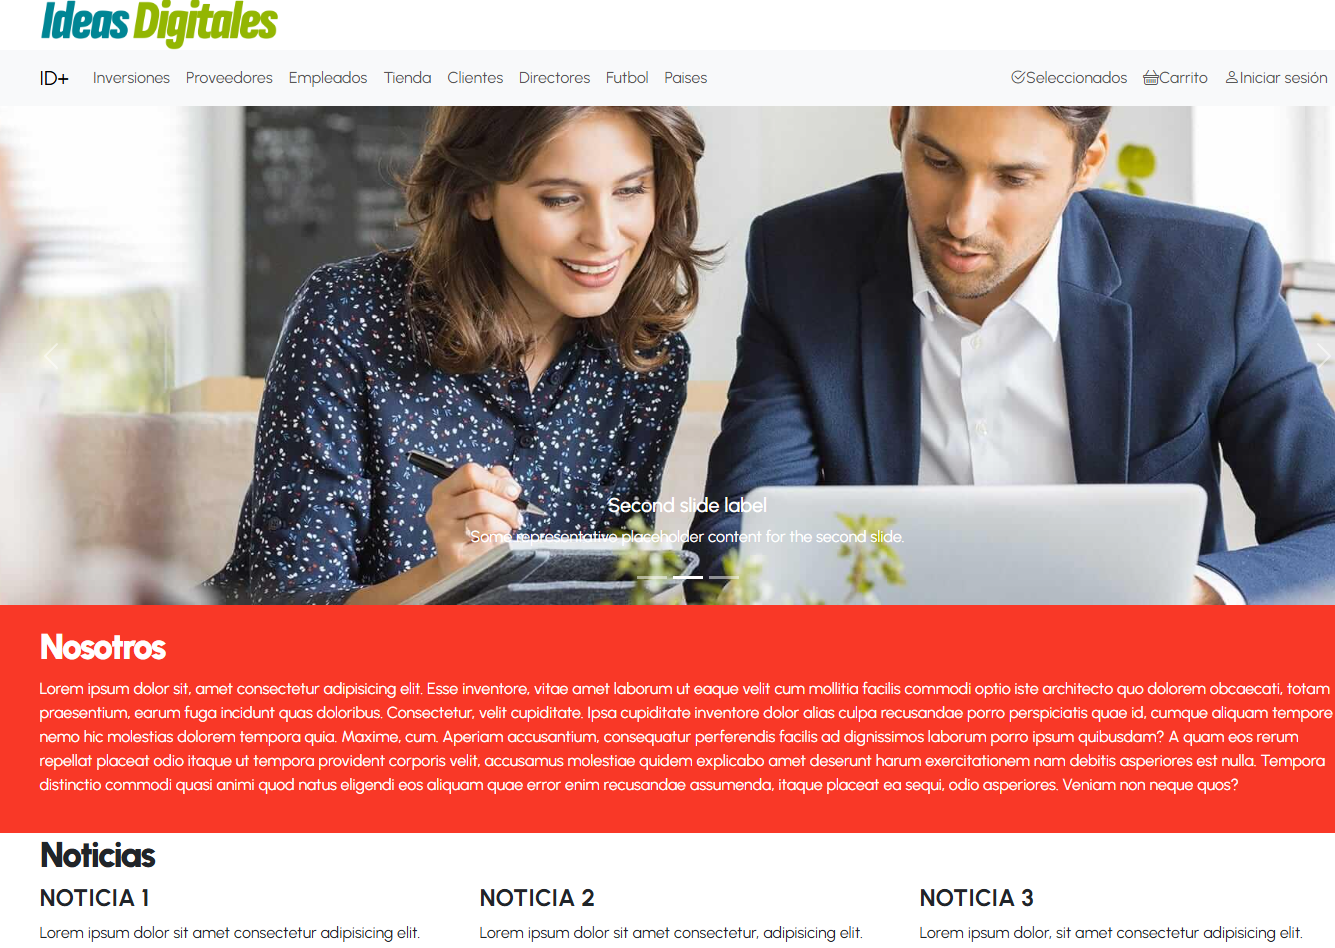 Ideas Digitales
ID+ Inversiones Proveedores Empleados Tienda Clientes Directores Futbol Paises Seleccionados Carrito Iniciar sesión
Second slide label
Some representative placeholder content for the second slide.
Nosotros
Lorem ipsum dolor sit, amet consectetur adipisicing elit. Esse inventore, vitae amet laborum ut eaque velit cum mollitia facilis commodi optio iste architecto quo dolorem obcaecati, totam
praesentium, earum fuga incidunt quas doloribus. Consectetur, velit cupiditate. Ipsa cupiditate inventore dolor alias culpa recusandae porro perspiciatis quae id, cumque aliquam tempore
nemo hic molestias dolorem tempora quia. Maxime, cum. Aperiam accusantium, consequatur perferendis facilis ad dignissimos laborum porro ipsum quibusdam? A quam eos rerum
repellat placeat odio itaque ut tempora provident corporis velit, accusamus molestiae quidem explicabo amet deserunt harum exercitationem nam debitis asperiores est nulla. Tempora
distinctio commodi quasi animi quod natus eligendi eos aliquam quae error enim recusandae assumenda, itaque placeat ea sequi, odio asperiores. Veniam non neque quos?
Noticias
NOTICIA 1
Lorem ipsum dolor sit amet consectetur adipisicing elit.
NOTICIA 2
Lorem ipsum dolor sit amet consectetur, adipisicing elit.
NOTICIA 3
Lorem ipsum dolor, sit amet consectetur adipisicing elit.